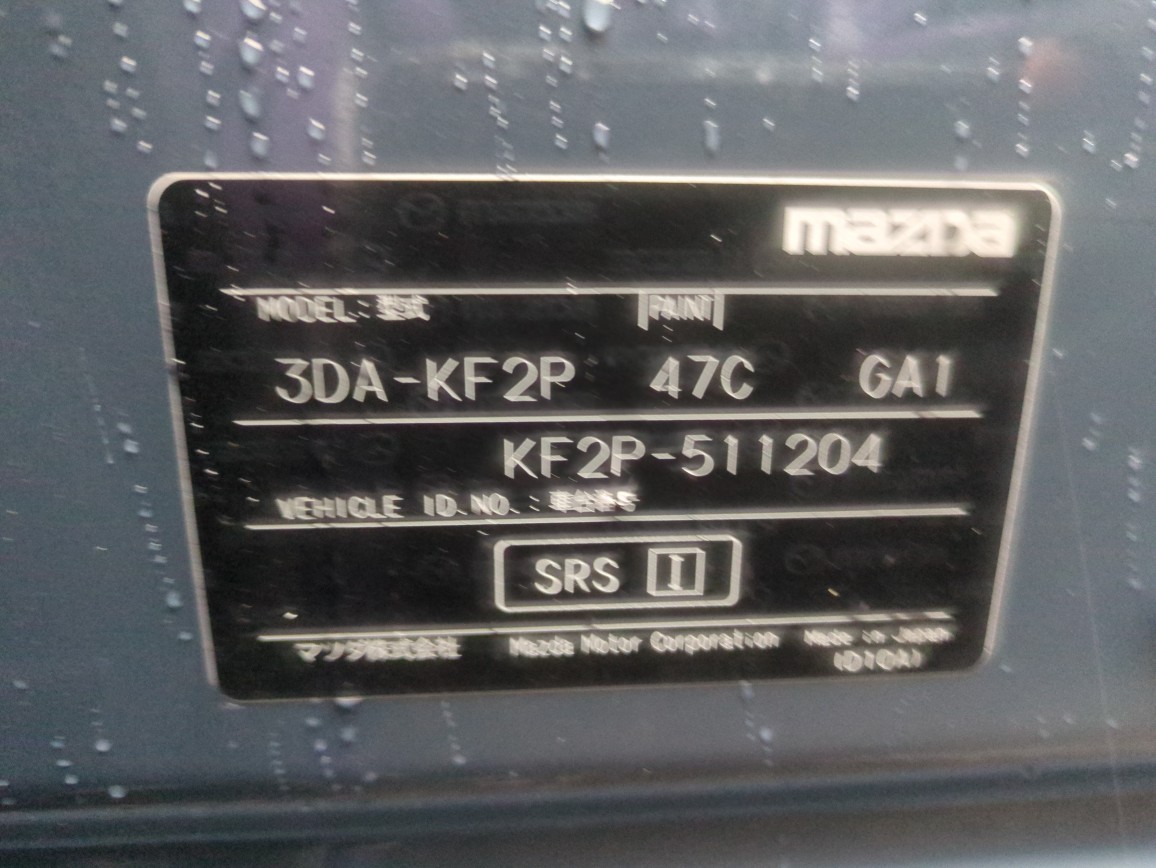 mazda
MODEL : 型式 PAINT
3DA-KF2P 47C GA1
KF2P-511204
VEHICLE ID.NO. : 車台番号
SRS I
マツダ株式会社 Mazda Motor Corporation Made in Japan
(D10A)